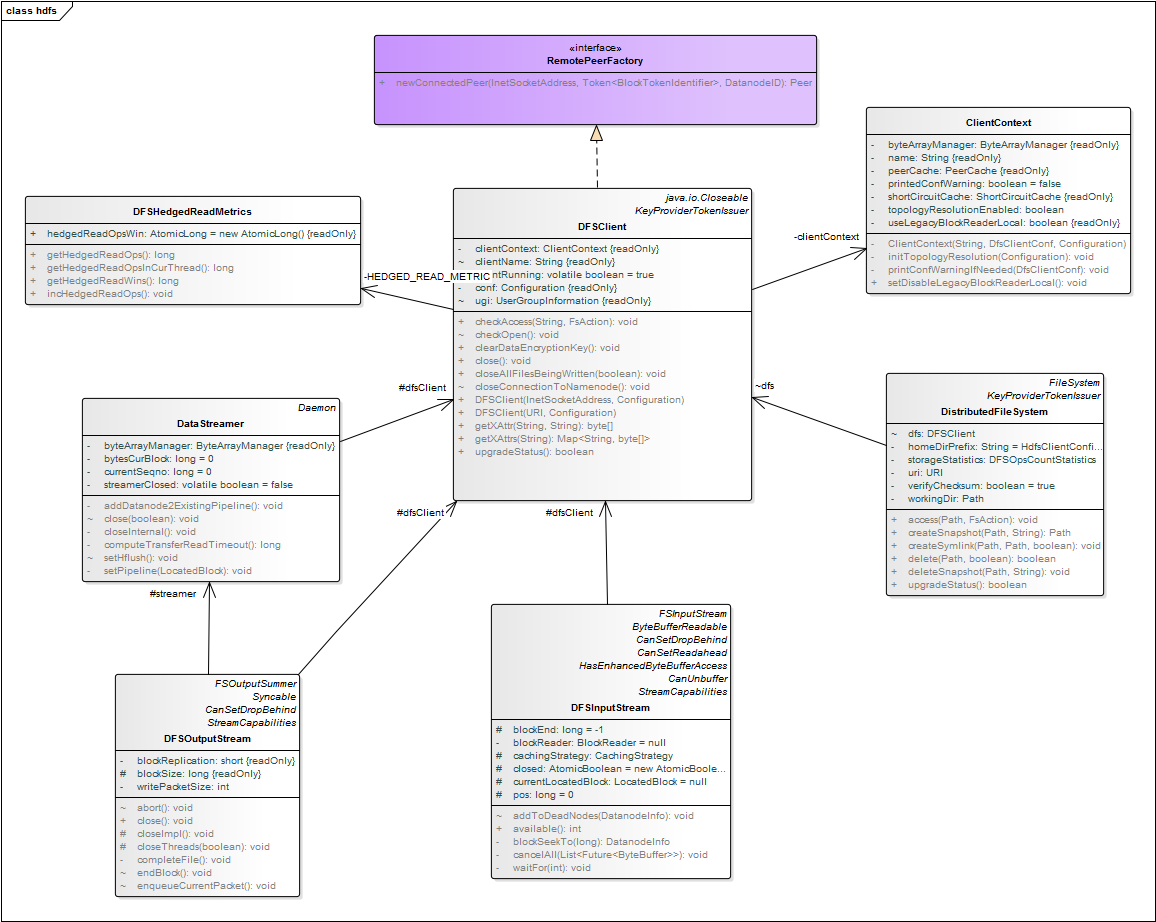 class hdfs
«interface»
RemotePeerFactory
+ newConnectedPeer(InetSocketAddress, Token<BlockTokenIdentifier>, DatanodeID): Peer
ClientContext
- byteArrayManager: ByteArrayManager {readOnly}
- name: String {readOnly}
- peerCache: PeerCache {readOnly}
- printedConfWarning: boolean = false
- shortCircuitCache: ShortCircuitCache {readOnly}
- topologyResolutionEnabled: boolean
- useLegacyBlockReaderLocal: boolean {readOnly}
- ClientContext(String, DfsClientConf, Configuration)
- initTopologyResolution(Configuration): void
- printConfWarningIfNeeded(DfsClientConf): void
+ setDisableLegacyBlockReaderLocal(): void
DFSHedgedReadMetrics
+ hedgedReadOpsWin: AtomicLong = new AtomicLong() {readOnly}
+ getHedgedReadOps(): long
+ getHedgedReadOpsInCurThread(): long
+ getHedgedReadWins(): long
+ incHedgedReadOps(): void
java.io.Closeable
KeyProviderTokenIssuer
DFSClient
- clientContext: ClientContext {readOnly}
~ clientName: String {readOnly}
ntRunning: volatile boolean = true
- conf: Configuration {readOnly}
~ ugi: UserGroupInformation {readOnly}
+ checkAccess(String, FsAction): void
~ checkOpen(): void
+ clearDataEncryptionKey(): void
+ close(): void
+ closeAllFilesBeingWritten(boolean): void
~ closeConnectionToNamenode(): void
+ DFSClient(InetSocketAddress, Configuration)
+ DFSClient(URI, Configuration)
+ getXAttr(String, String): byte[]
+ getXAttrs(String): Map<String, byte[]>
+ upgradeStatus(): boolean
-clientContext
-HEDGED_READ_METRIC
#dfsClient
~dfs
Daemon
DataStreamer
- byteArrayManager: ByteArrayManager {readOnly}
- bytesCurBlock: long = 0
- currentSeqno: long = 0
- streamerClosed: volatile boolean = false
- addDatanode2ExistingPipeline(): void
~ close(boolean): void
- closeInternal(): void
- computeTransferReadTimeout(): long
~ setHflush(): void
- setPipeline(LocatedBlock): void
FileSystem
KeyProviderTokenIssuer
DistributedFileSystem
~ dfs: DFSClient
- homeDirPrefix: String = HdfsClientConfi...
- storageStatistics: DFSOpsCountStatistics
- uri: URI
- verifyChecksum: boolean = true
- workingDir: Path
+ access(Path, FsAction): void
+ createSnapshot(Path, String): Path
+ createSymlink(Path, Path, boolean): void
+ delete(Path, boolean): boolean
+ deleteSnapshot(Path, String): void
+ upgradeStatus(): boolean
#dfsClient
#dfsClient
#streamer
FSOutputSummer
Syncable
CanSetDropBehind
StreamCapabilities
DFSOutputStream
- blockReplication: short {readOnly}
# blockSize: long {readOnly}
- writePacketSize: int
~ abort(): void
+ close(): void
# closeImpl(): void
# closeThreads(boolean): void
- completeFile(): void
~ endBlock(): void
~ enqueueCurrentPacket(): void
FSInputStream
ByteBufferReadable
CanSetDropBehind
CanSetReadahead
HasEnhancedByteBufferAccess
CanUnbuffer
StreamCapabilities
DFSInputStream
# blockEnd: long = -1
- blockReader: BlockReader = null
# cachingStrategy: CachingStrategy
# closed: AtomicBoolean = new AtomicBoole...
# currentLocatedBlock: LocatedBlock = null
# pos: long = 0
~ addToDeadNodes(DatanodeInfo): void
+ available(): int
- blockSeekTo(long): DatanodeInfo
- cancelAll(List<Future<ByteBuffer>>): void
- waitFor(int): void